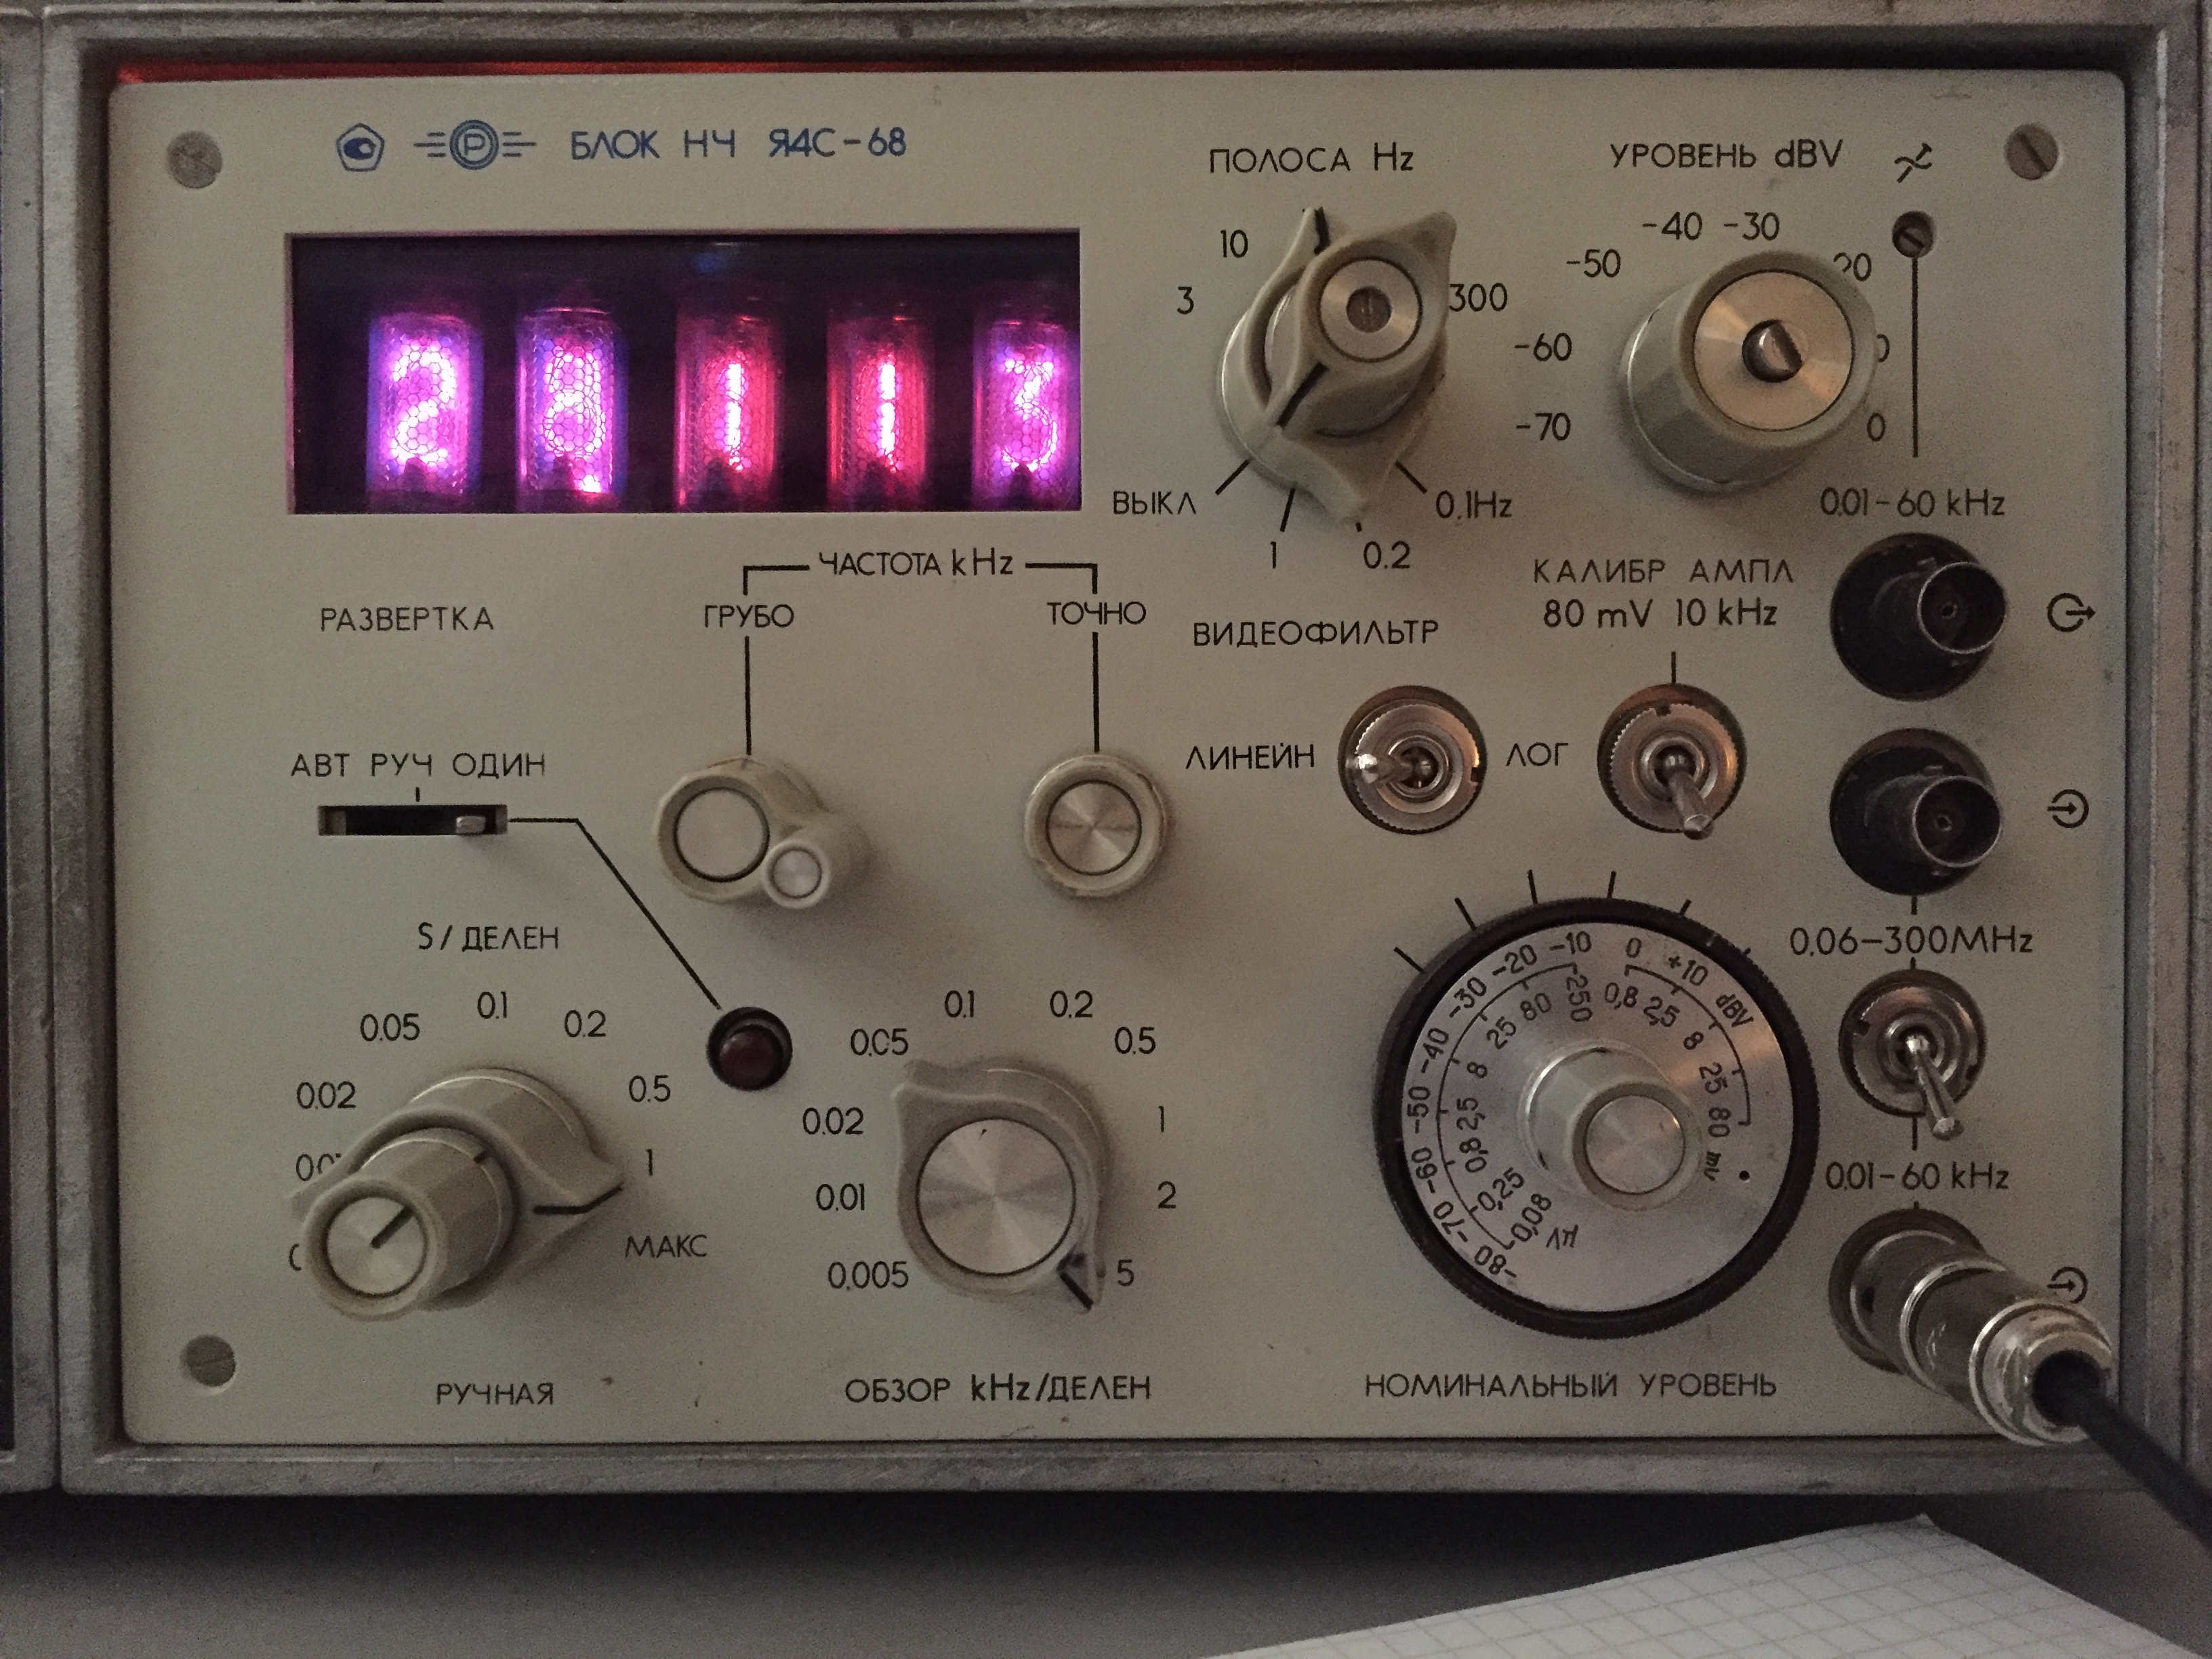 БЛОК НЧ Я4С-68
ПОЛОСА Hz
10
3
300
ВЫКЛ
1
0.2
0.1Hz
УРОВЕНЬ dBV
-40 -30
-50
20
-60
-70
0
0.01-60 kHz
ЧАСТОТА kHz
ГРУБО
ТОЧНО
РАЗВЕРТКА
АВТ РУЧ ОДИН
ВИДЕОФИЛЬТР
ЛИНЕЙН
ЛОГ
КАЛИБР АМПЛ
80 mV 10 kHz
S/ДЕЛЕН
0.02
0.05
0.1
0.2
0.5
1
МАКС
РУЧНАЯ
0.005
0.01
0.02
0.05
0.1
0.2
0.5
1
2
5
ОБЗОР kHz/ДЕЛЕН
-80 -70 -60 -50 -40 -30 -20 -10 0 +10 dBV
0,08 0,25 0,8 2,5 8 25 80 250 0,8 2,5 8 25 80 mV
μV
НОМИНАЛЬНЫЙ УРОВЕНЬ
0.06-300MHz
0.01-60 kHz